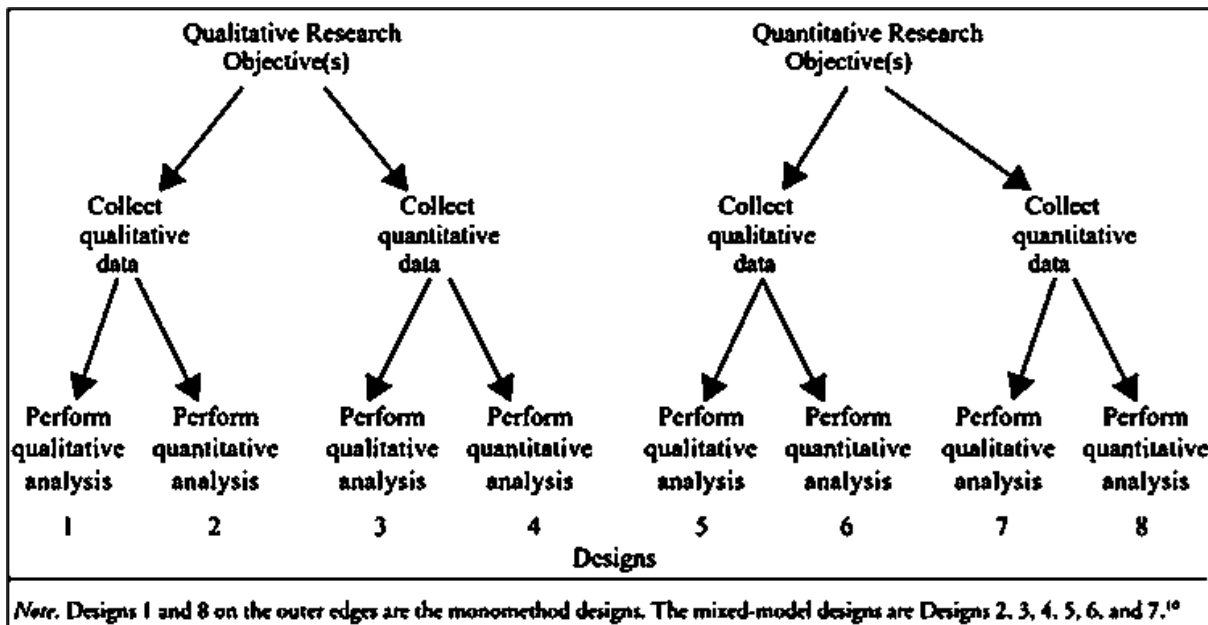 Qualitative Research
Objective(s)
Quantitative Research
Objective(s)
Collect
qualitative
data
Collect
quantitative
data
Collect
qualitative
data
Collect
quantitative
data
Perform
qualitative
analysis
Perform
quantitative
analysis
Perform
qualitative
analysis
Perform
quantitative
analysis
Perform
qualitative
analysis
Perform
quantitative
analysis
Perform
qualitative
analysis
Perform
quantitative
analysis
1 2 3 4 5 6 7 8
Designs
Note. Designs 1 and 8 on the outer edges are the monomethod designs. The mixed-model designs are Designs 2, 3, 4, 5, 6, and 7.¹⁰